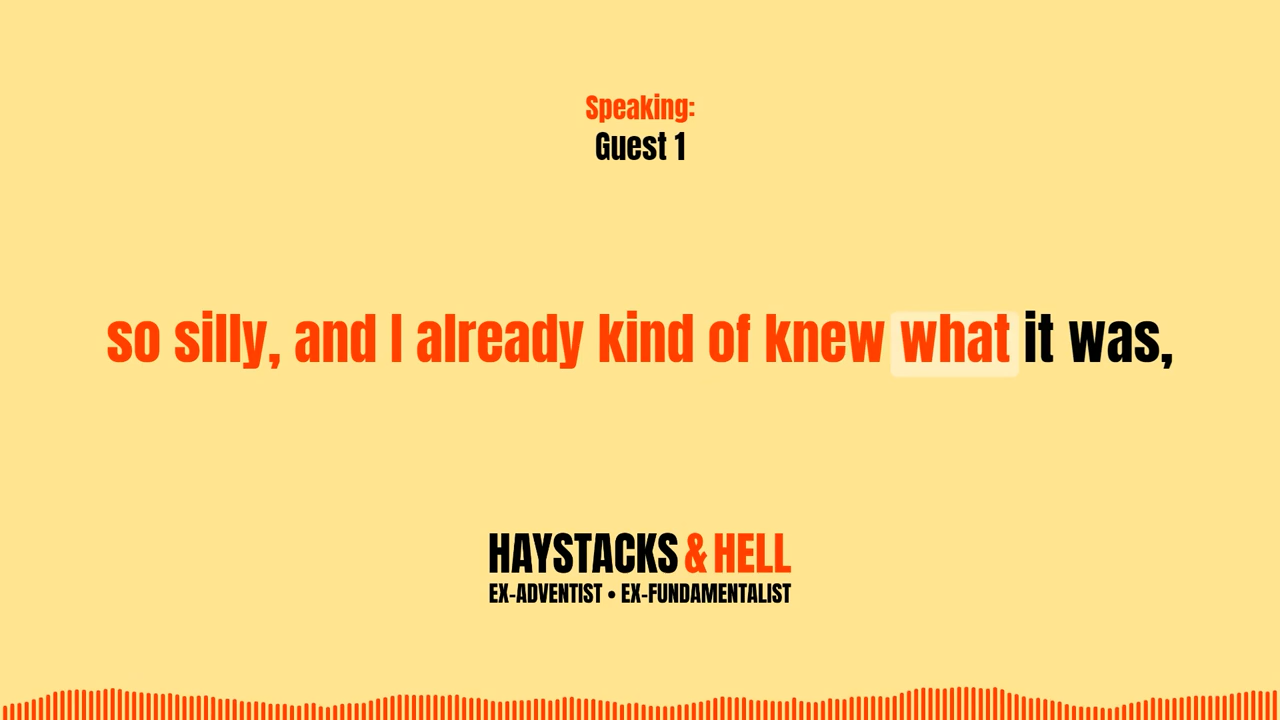 Speaking:
Guest 1
so silly, and I already kind of knew what it was,
HAYSTACKS & HELL
EX-ADVENTIST • EX-FUNDAMENTALIST